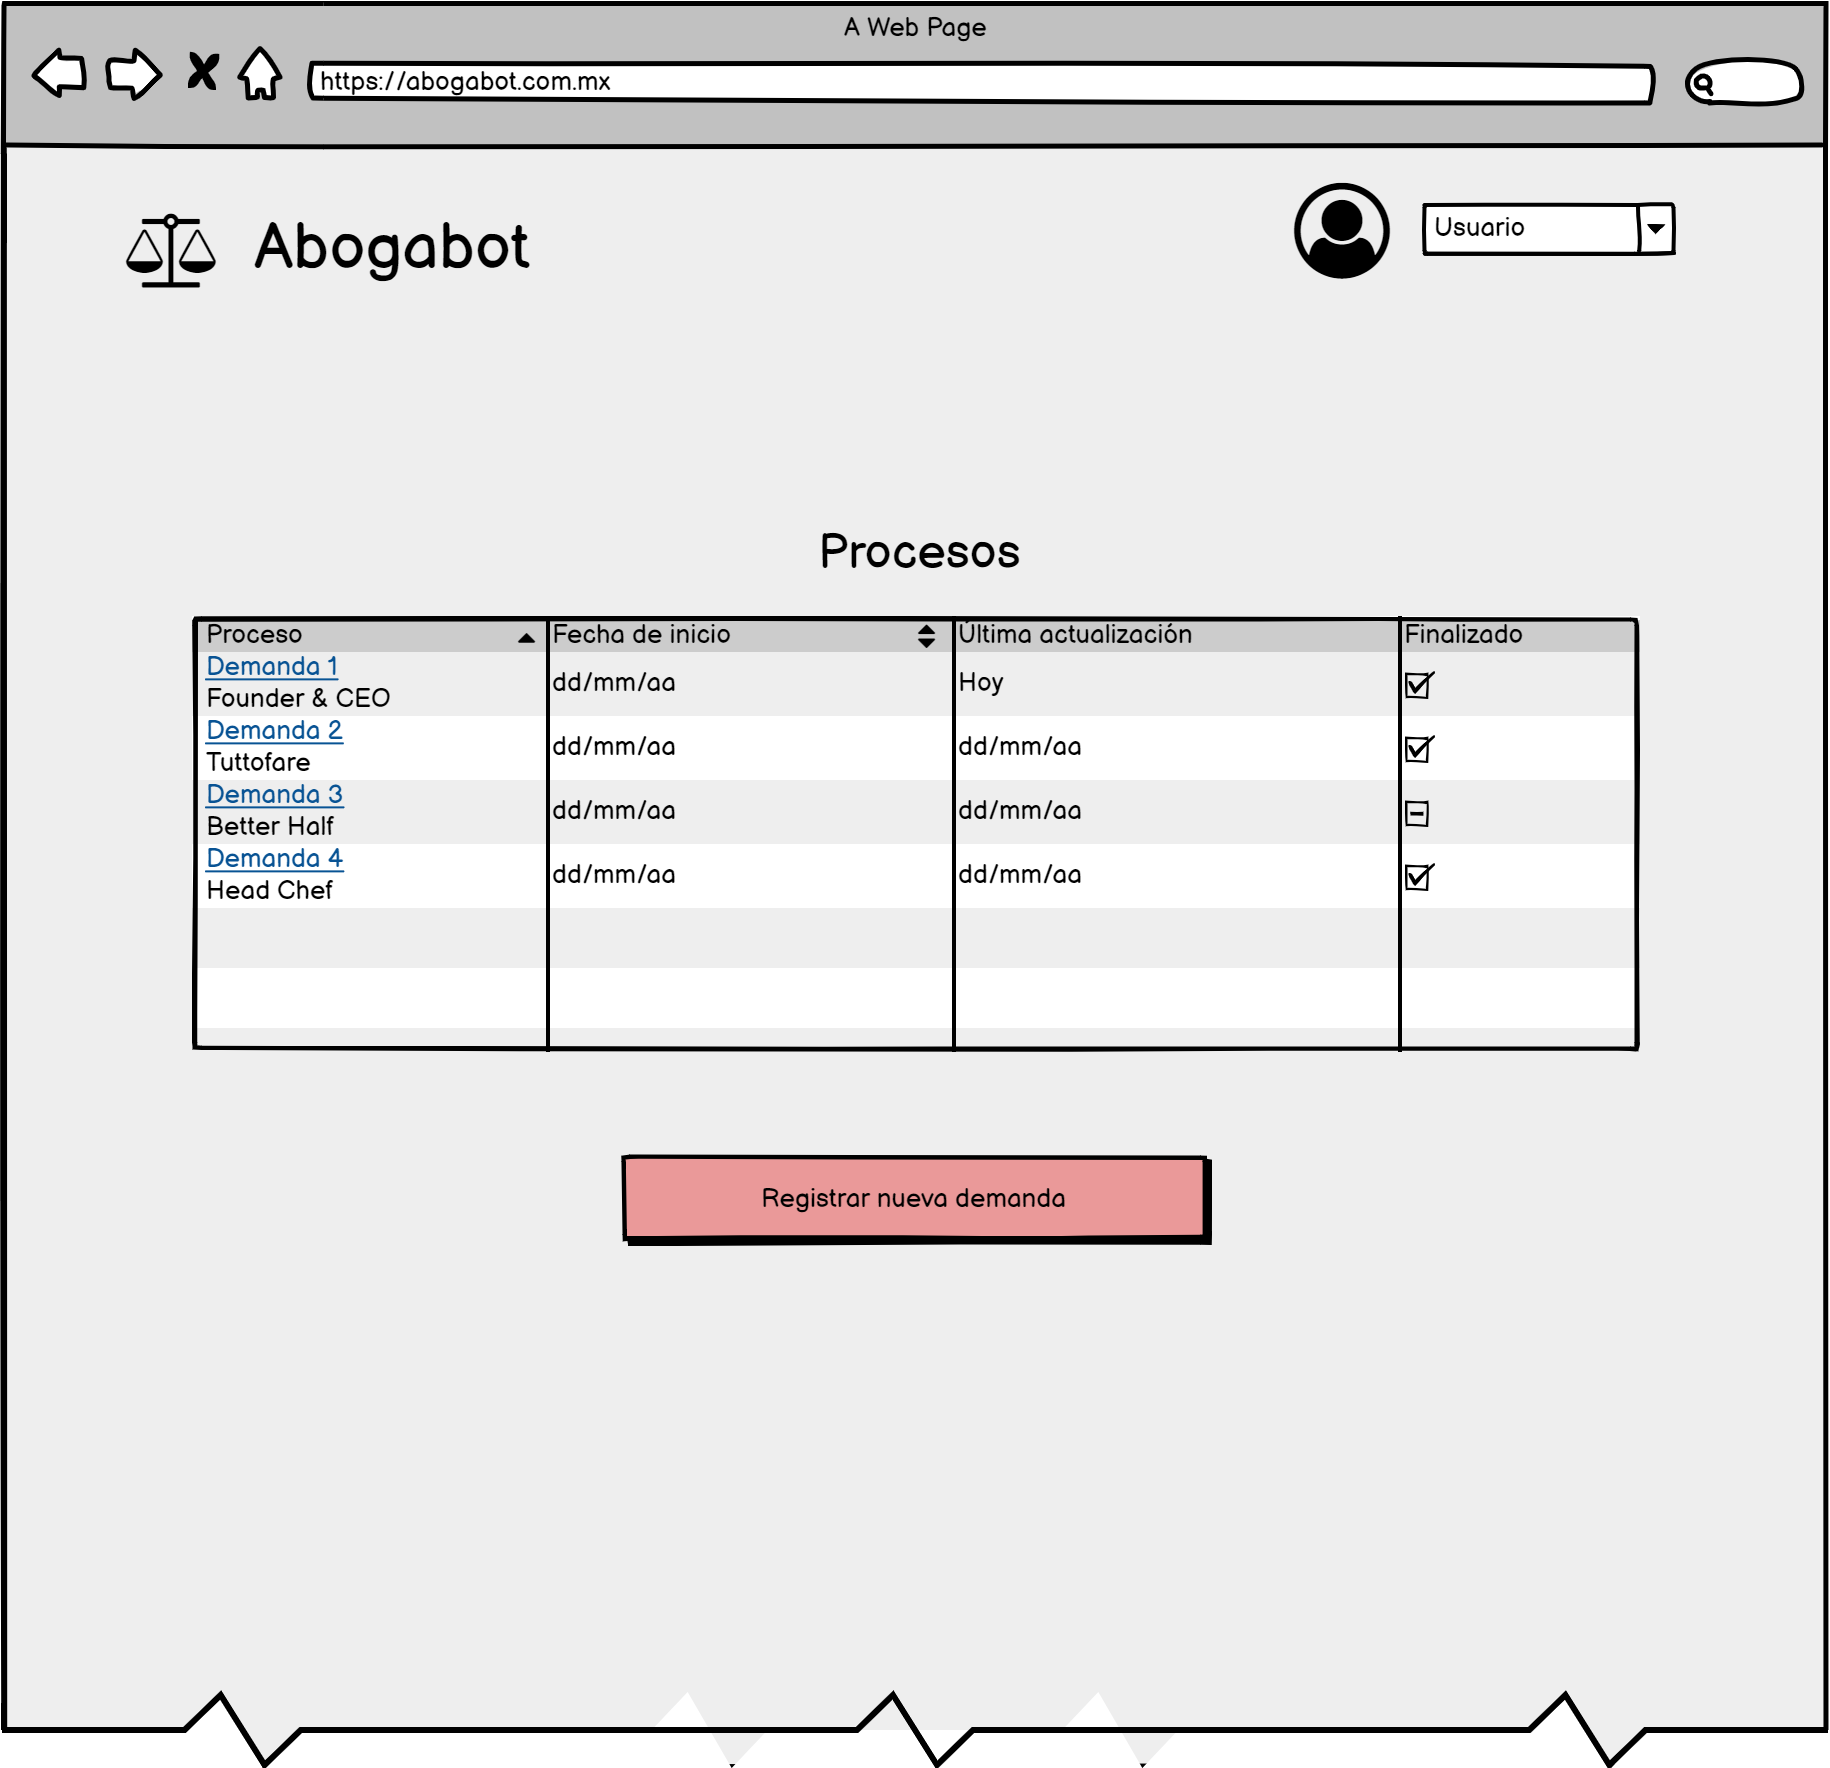 A Web Page
https://abogabot.com.mx
Abogabot
Usuario
Procesos
Proceso Fecha de inicio Última actualización Finalizado
Demanda 1
Founder & CEO
dd/mm/aa Hoy
Demanda 2
Tuttofare
dd/mm/aa dd/mm/aa
Demanda 3
Better Half
dd/mm/aa dd/mm/aa
Demanda 4
Head Chef
dd/mm/aa dd/mm/aa
Registrar nueva demanda